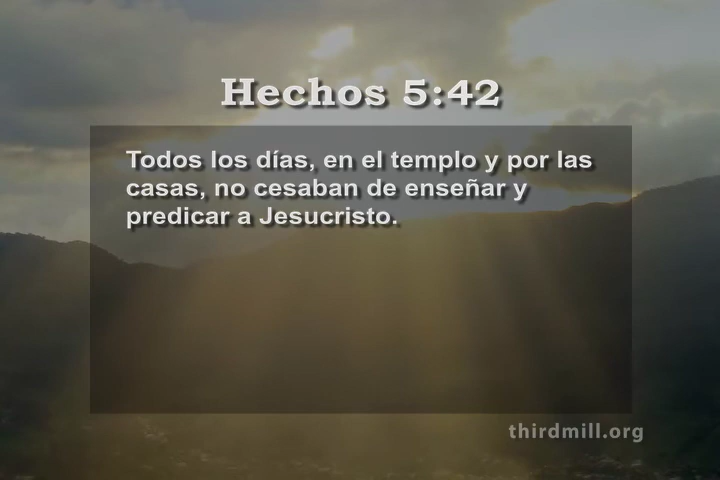 Hechos 5:42
Todos los días, en el templo y por las
casas, no cesaban de enseñar y
predicar a Jesucristo.
thirdmill.org